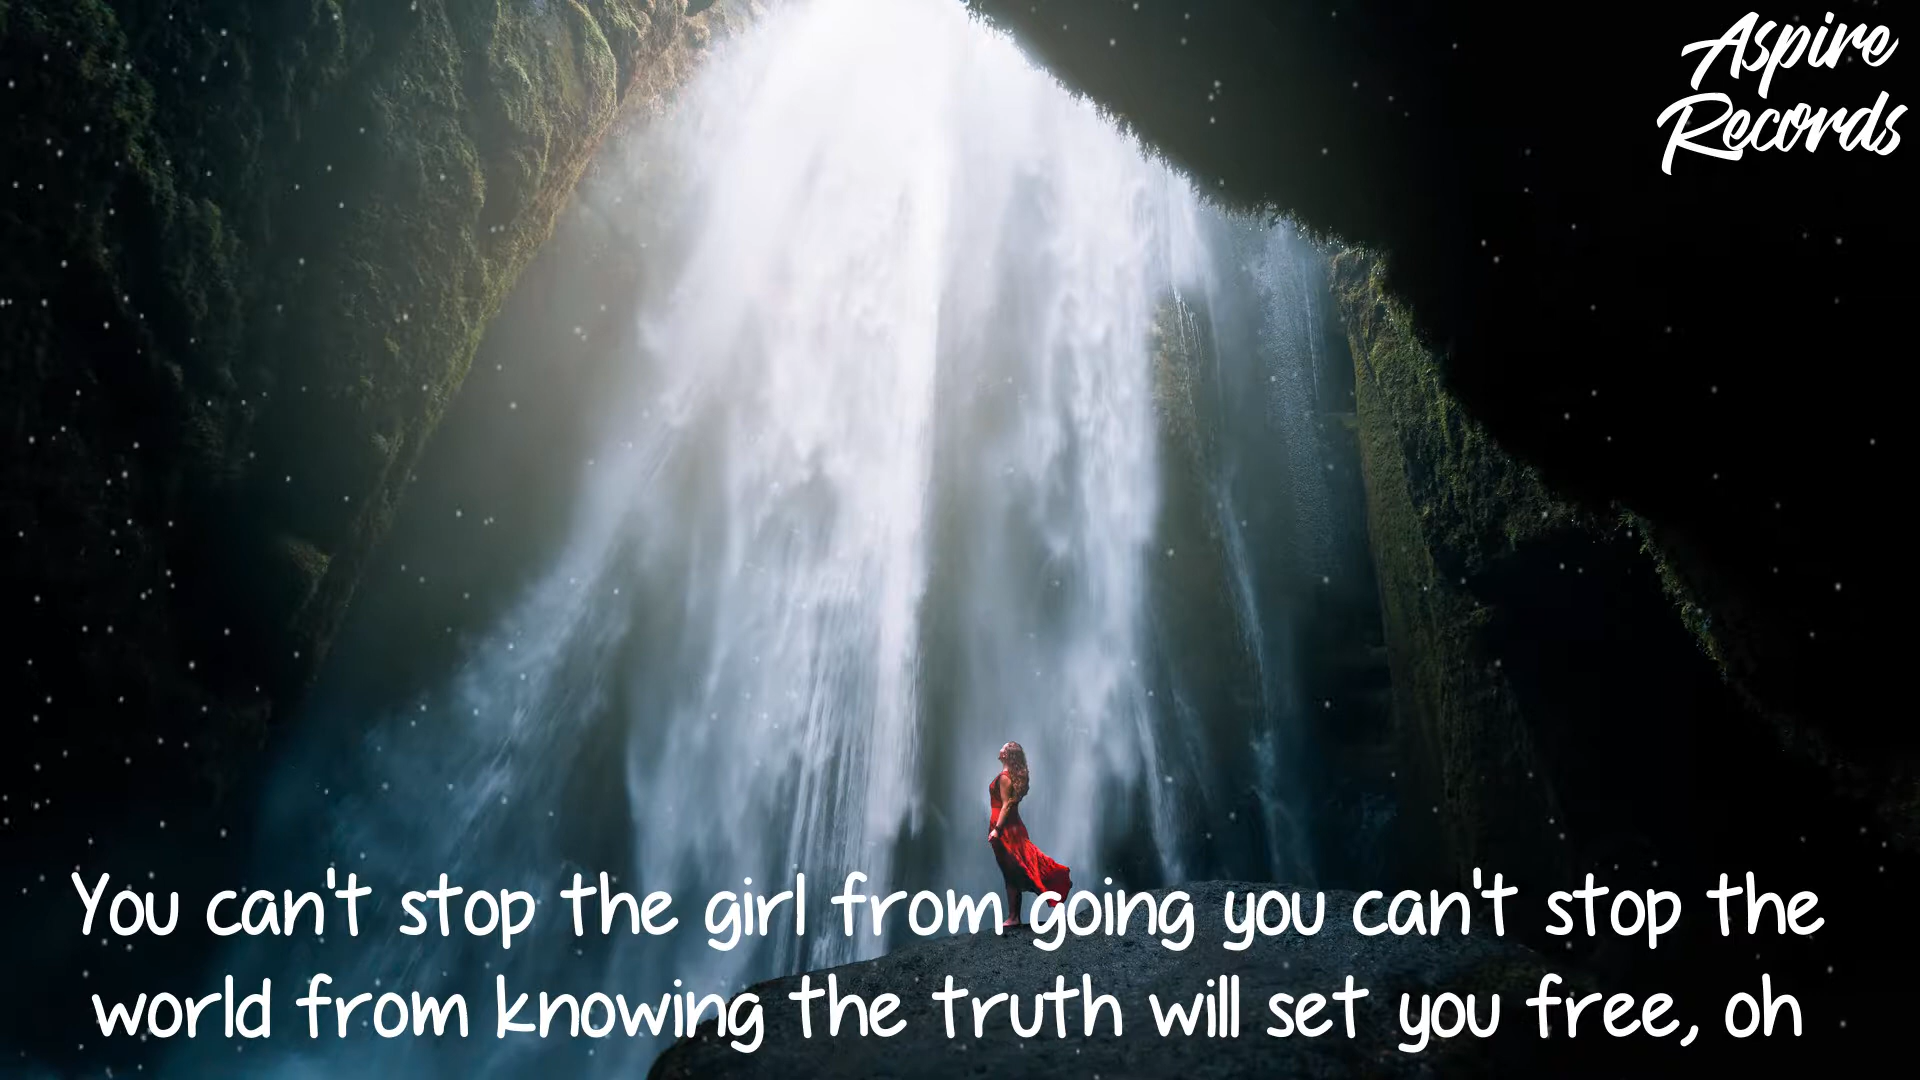 Aspire
Records
You can't stop the girl from going you can't stop the
world from knowing the truth will set you free, oh